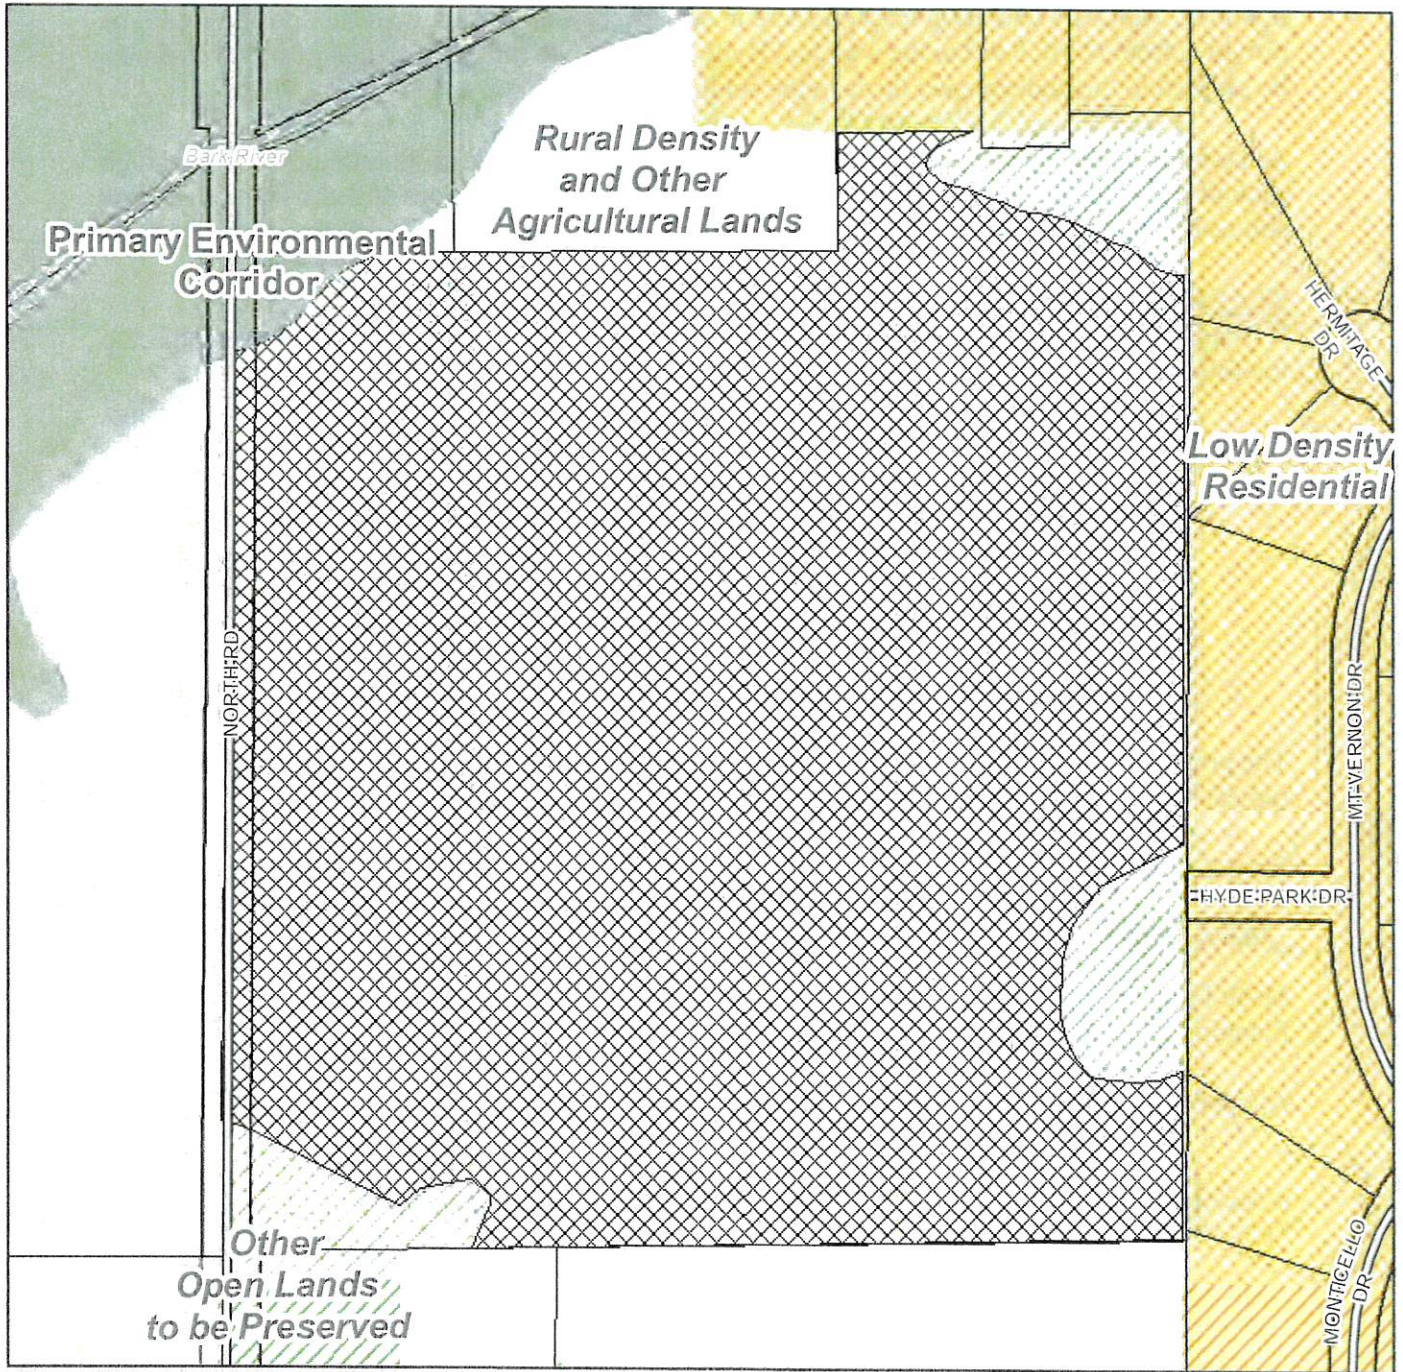 Rural Density
and Other
Agricultural Lands
Bark River
Primary Environmental
Corridor
HERMITAGE
DR
Low Density
Residential
NORTH RD
MT VERNON DR
HYDE PARK DR
Other
Open Lands
to be Preserved
MONTICELLO
DR